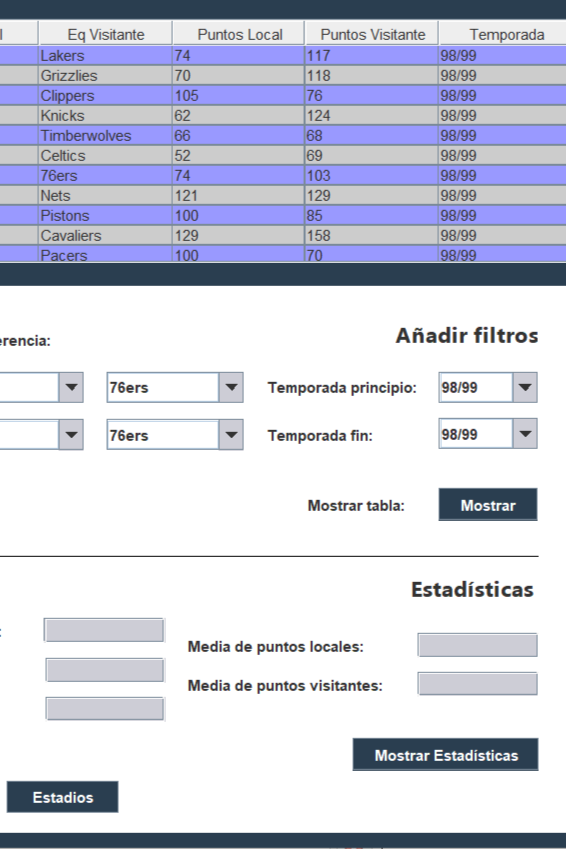 l Eq Visitante Puntos Local Puntos Visitante Temporada
Lakers 74 117 98/99
Grizzlies 70 118 98/99
Clippers 105 76 98/99
Knicks 62 124 98/99
Timberwolves 66 68 98/99
Celtics 52 69 98/99
76ers 74 103 98/99
Nets 121 129 98/99
Pistons 100 85 98/99
Cavaliers 129 158 98/99
Pacers 100 70 98/99
Añadir filtros
erencia:
76ers Temporada principio: 98/99
76ers Temporada fin: 98/99
Mostrar tabla: Mostrar
Estadísticas
:
Media de puntos locales:
Media de puntos visitantes:
Mostrar Estadísticas
Estadios